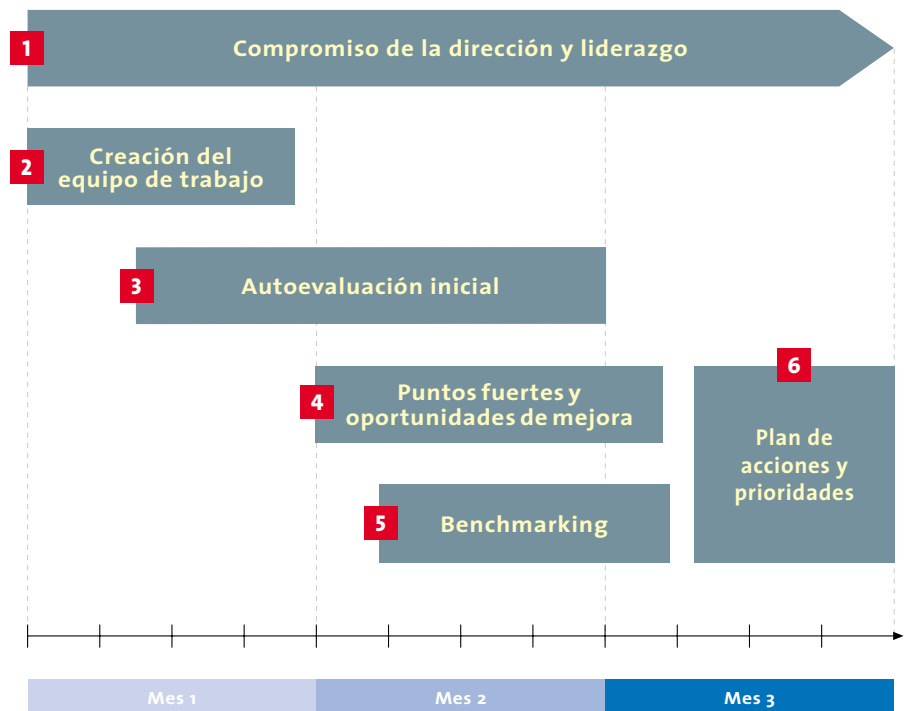 1
Compromiso de la dirección y liderazgo
2
Creación del
equipo de trabajo
3
Autoevaluación inicial
4
Puntos fuertes y
oportunidades de mejora
5
Benchmarking
6
Plan de
acciones y
prioridades
Mes 1
Mes 2
Mes 3